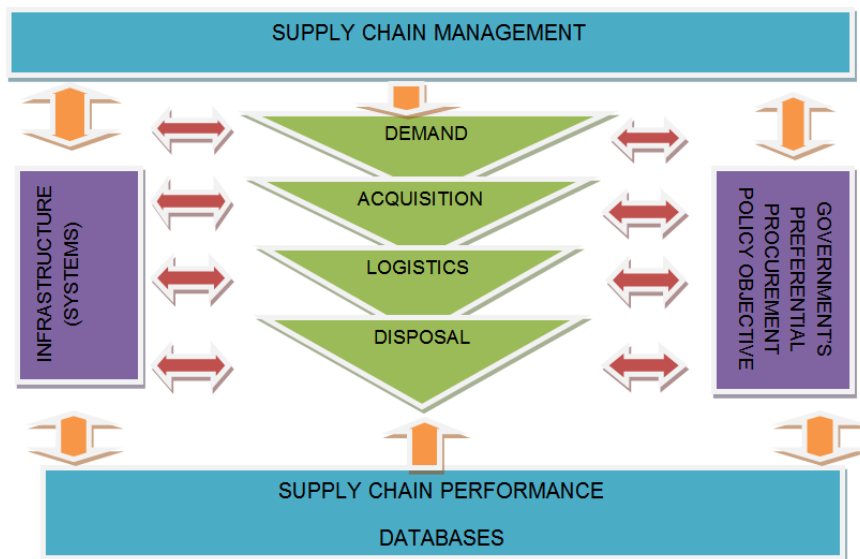 SUPPLY CHAIN MANAGEMENT
DEMAND
ACQUISITION
LOGISTICS
DISPOSAL
INFRASTRUCTURE
(SYSTEMS)
GOVERNMENT'S
PREFERENTIAL
PROCUREMENT
POLICY OBJECTIVE
SUPPLY CHAIN PERFORMANCE
DATABASES